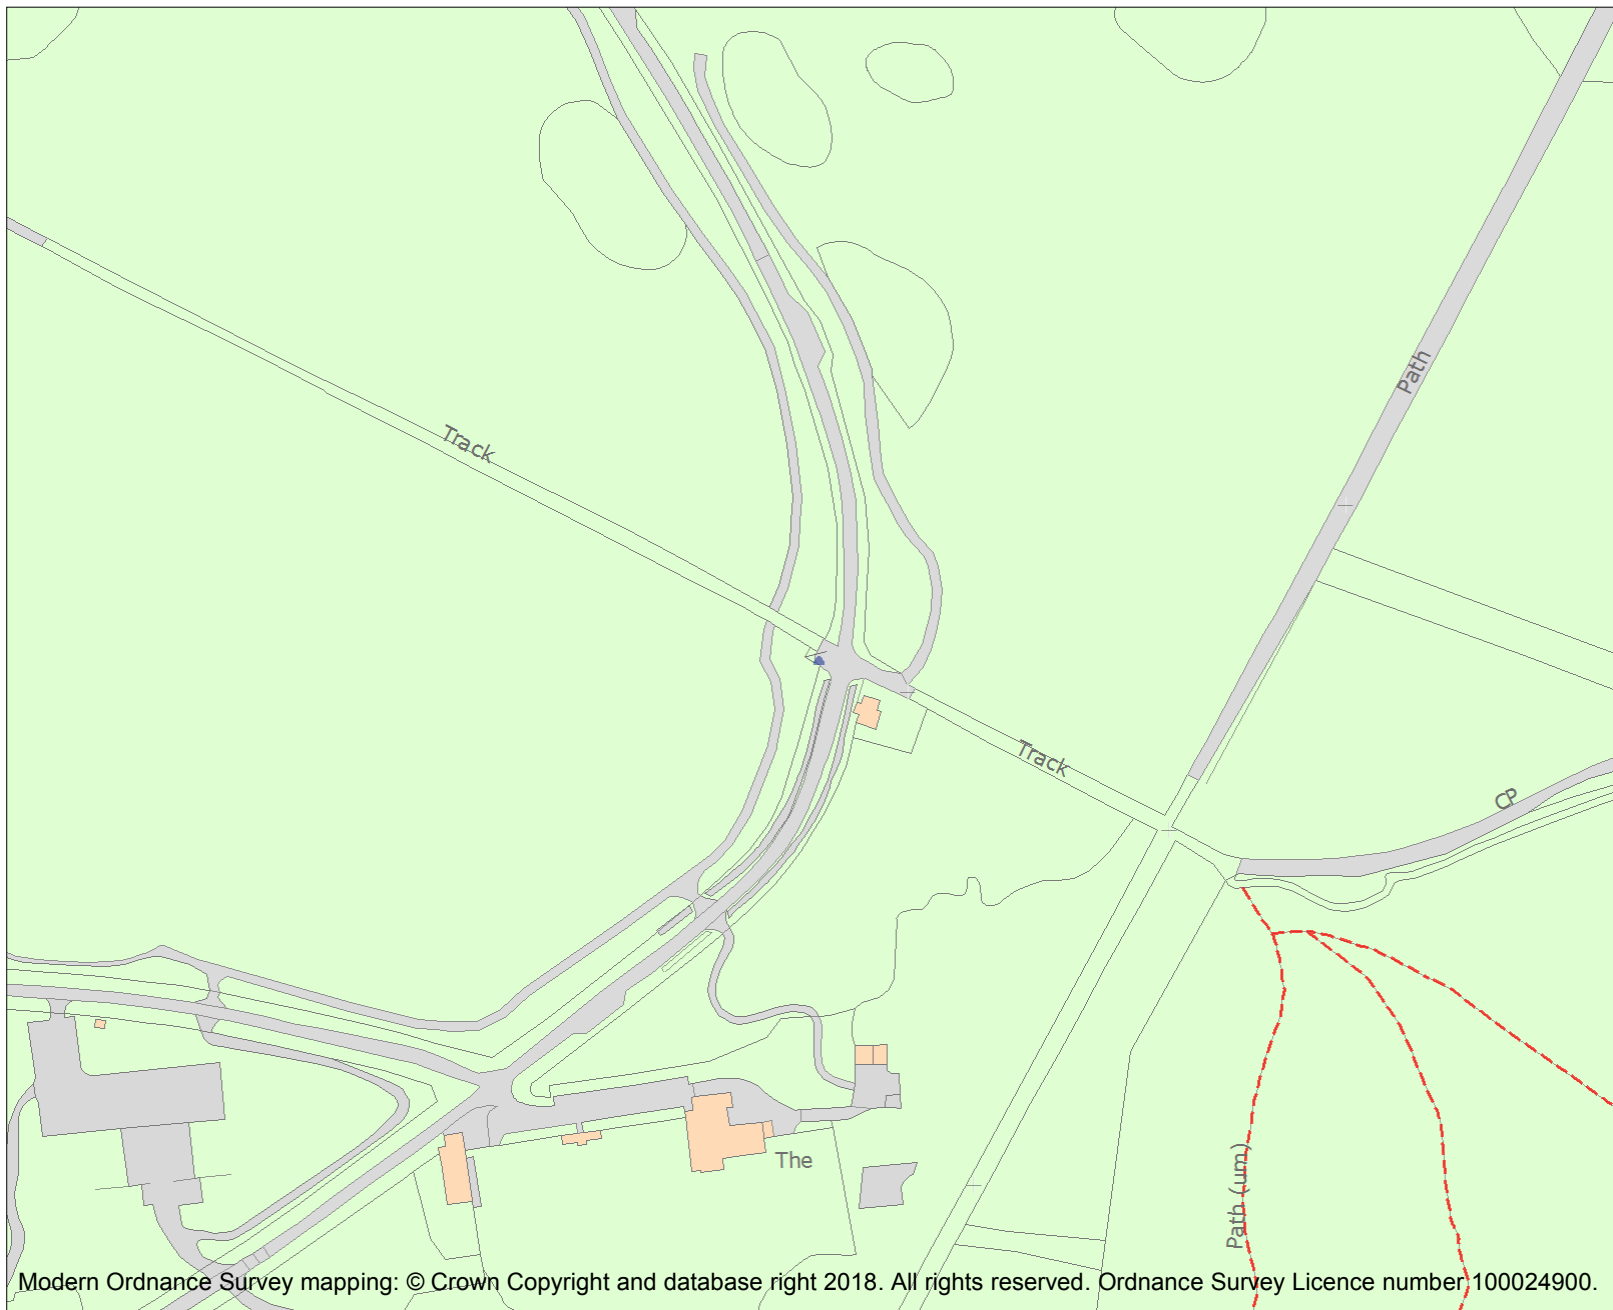 Path
Track
Track
CP
The
Path (um)
Modern Ordnance Survey mapping: © Crown Copyright and database right 2018. All rights reserved. Ordnance Survey Licence number 100024900.